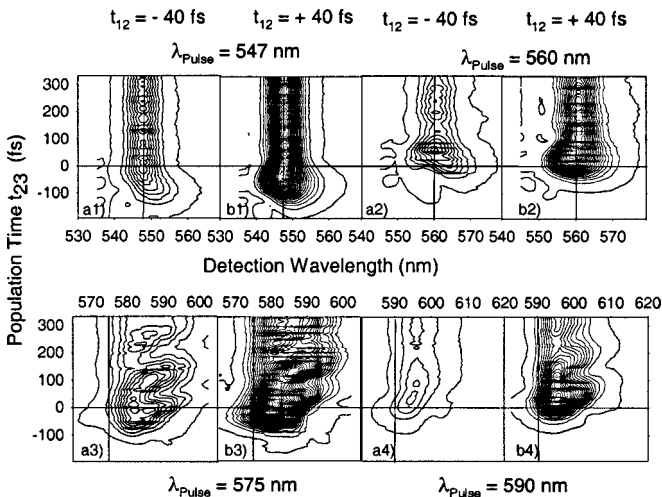 t12 = - 40 fs t12 = + 40 fs t12 = - 40 fs t12 = + 40 fs
λPulse = 547 nm λPulse = 560 nm
300
200
100
0
-100
a1) b1) a2) b2)
530 540 550 560 530 540 550 560 570 540 550 560 570 540 550 560 570
Detection Wavelength (nm)
Population Time t23 (fs)
570 580 590 600 570 580 590 600 590 600 610 620 590 600 610 620
300
200
100
0
-100
a3) b3) a4) b4)
λPulse = 575 nm λPulse = 590 nm